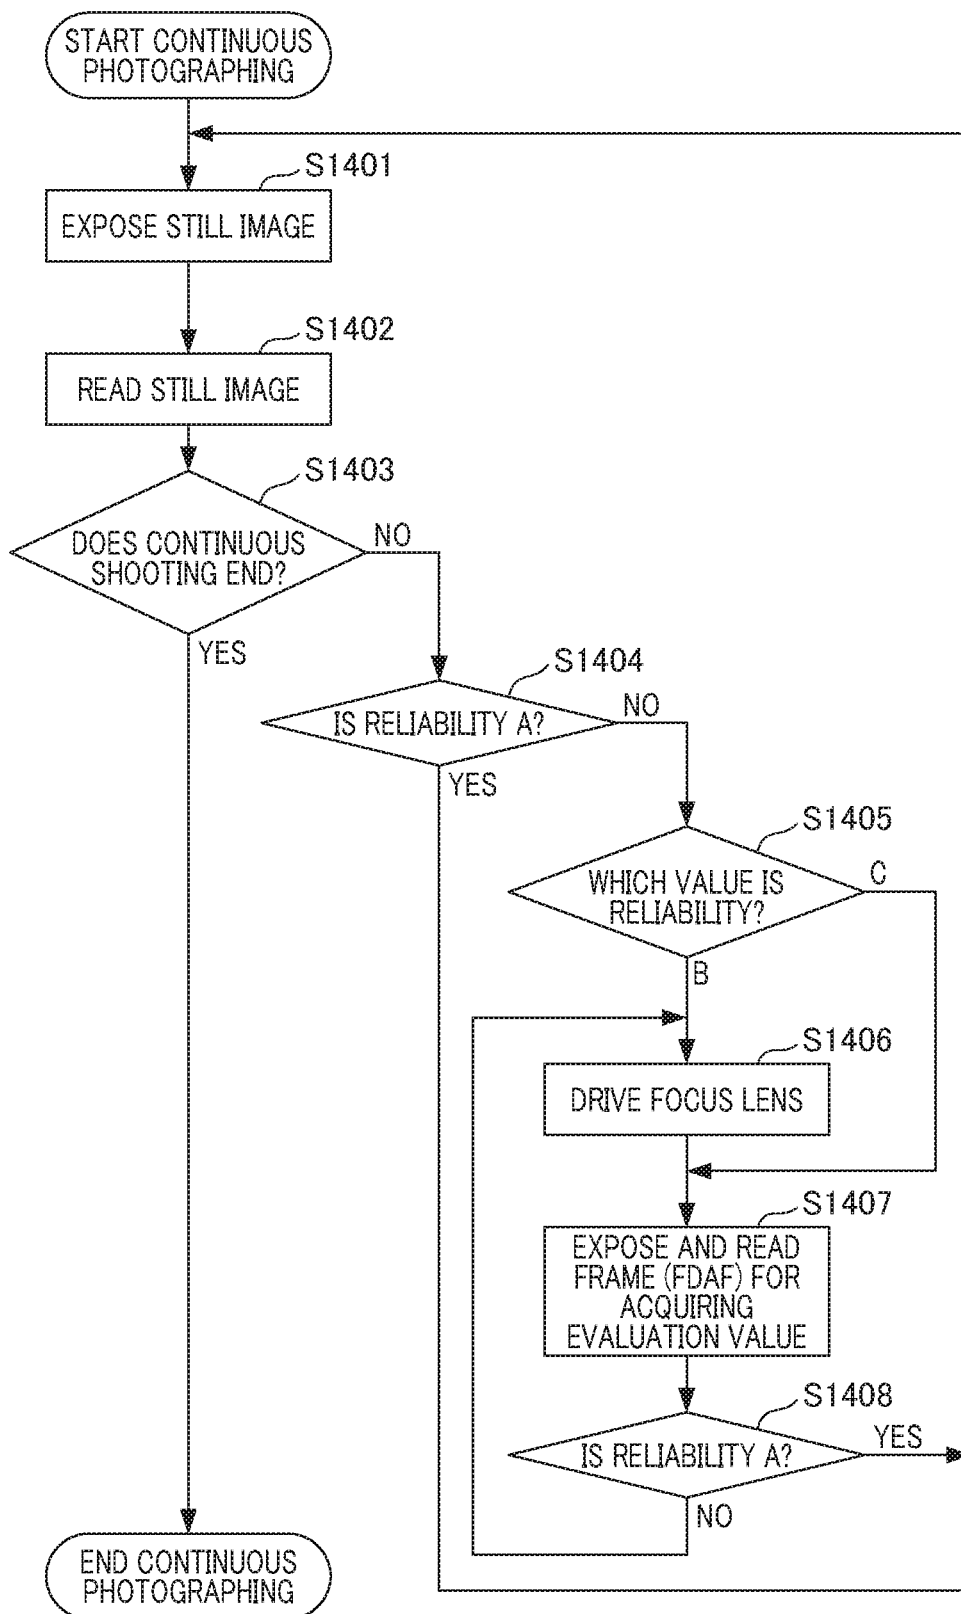 START CONTINUOUS
PHOTOGRAPHING
S1401
EXPOSE STILL IMAGE
S1402
READ STILL IMAGE
S1403
DOES CONTINUOUS
SHOOTING END?
NO
YES
S1404
IS RELIABILITY A?
NO
YES
S1405
WHICH VALUE IS
RELIABILITY?
C
B
S1406
DRIVE FOCUS LENS
S1407
EXPOSE AND READ
FRAME (FDAF) FOR
ACQUIRING
EVALUATION VALUE
S1408
IS RELIABILITY A?
YES
NO
END CONTINUOUS
PHOTOGRAPHING